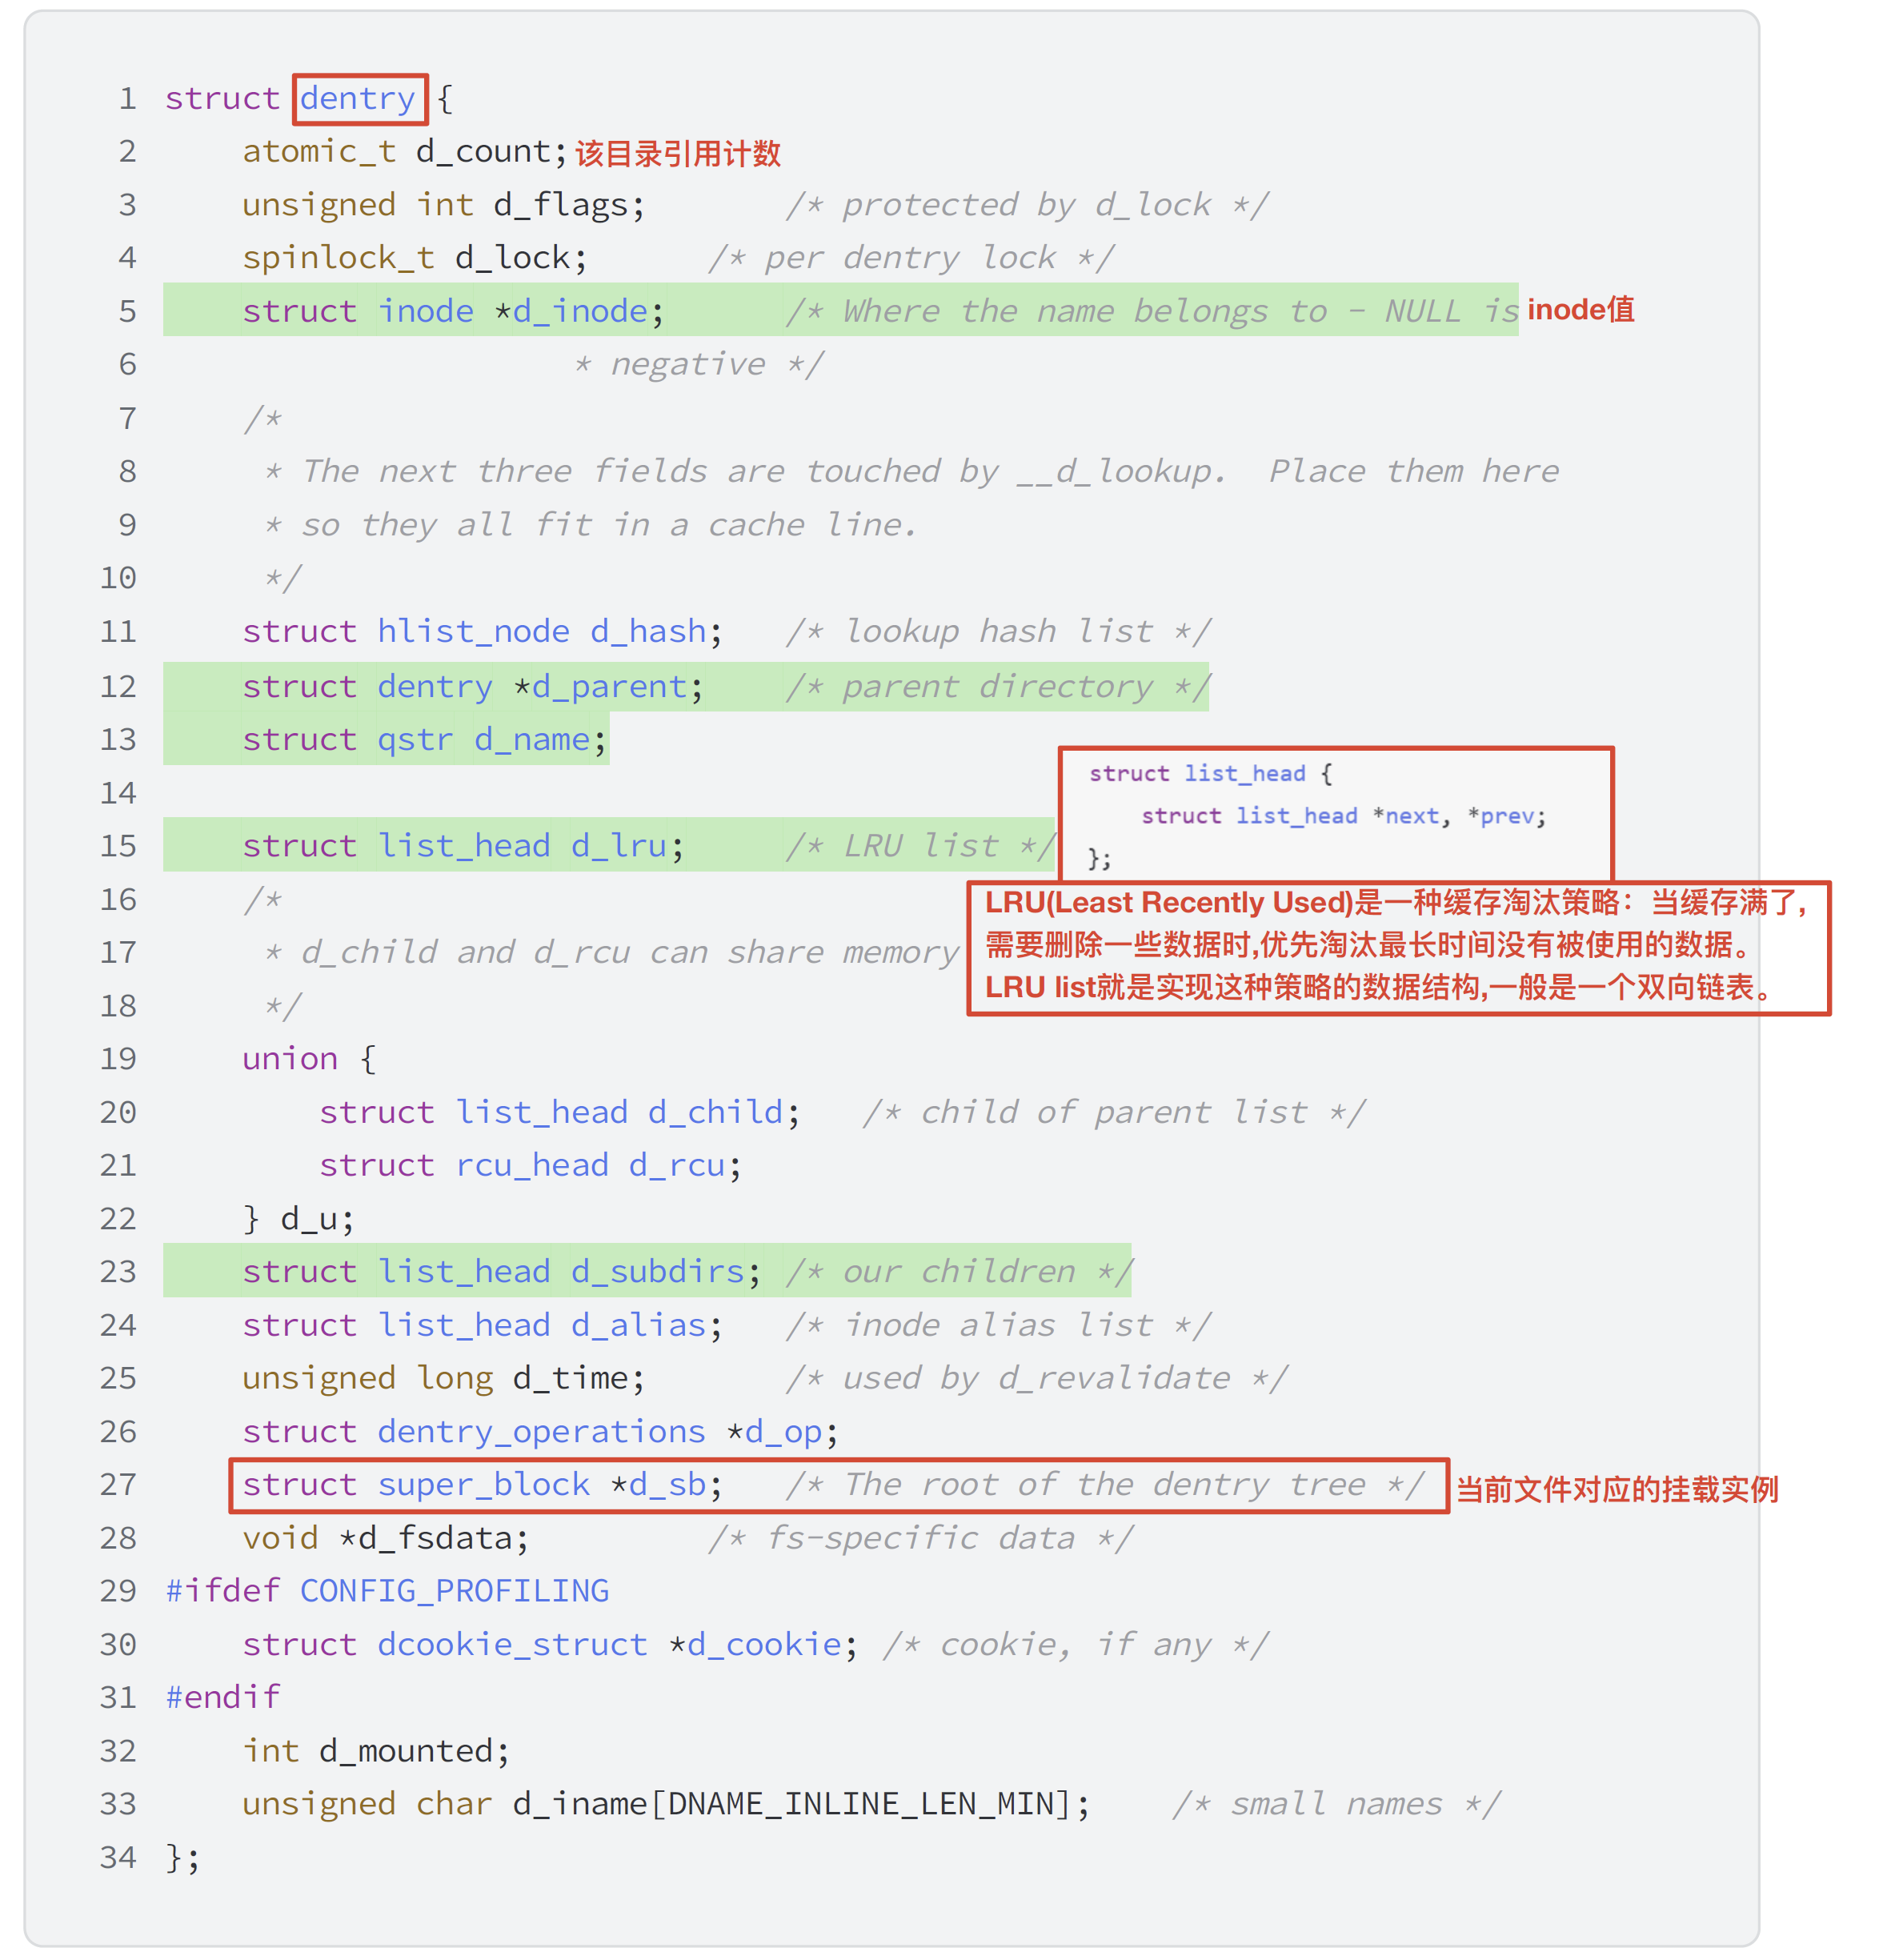 1 struct dentry {
2 atomic_t d_count; 该目录引用计数
3 unsigned int d_flags; /* protected by d_lock */
4 spinlock_t d_lock; /* per dentry lock */
5 struct inode *d_inode; /* Where the name belongs to - NULL is inode值
6 * negative */
7 /*
8 * The next three fields are touched by __d_lookup. Place them here
9 * so they all fit in a cache line.
10 */
11 struct hlist_node d_hash; /* lookup hash list */
12 struct dentry *d_parent; /* parent directory */
13 struct qstr d_name;
14
15 struct list_head d_lru; /* LRU list */
struct list_head {
struct list_head *next, *prev;
};
16 /*
17 * d_child and d_rcu can share memory
18 */
LRU(Least Recently Used)是一种缓存淘汰策略：当缓存满了,
需要删除一些数据时,优先淘汰最长时间没有被使用的数据。
LRU list就是实现这种策略的数据结构,一般是一个双向链表。
19 union {
20 struct list_head d_child; /* child of parent list */
21 struct rcu_head d_rcu;
22 } d_u;
23 struct list_head d_subdirs; /* our children */
24 struct list_head d_alias; /* inode alias list */
25 unsigned long d_time; /* used by d_revalidate */
26 struct dentry_operations *d_op;
27 struct super_block *d_sb; /* The root of the dentry tree */ 当前文件对应的挂载实例
28 void *d_fsdata; /* fs-specific data */
29 #ifdef CONFIG_PROFILING
30 struct dcookie_struct *d_cookie; /* cookie, if any */
31 #endif
32 int d_mounted;
33 unsigned char d_iname[DNAME_INLINE_LEN_MIN]; /* small names */
34 };